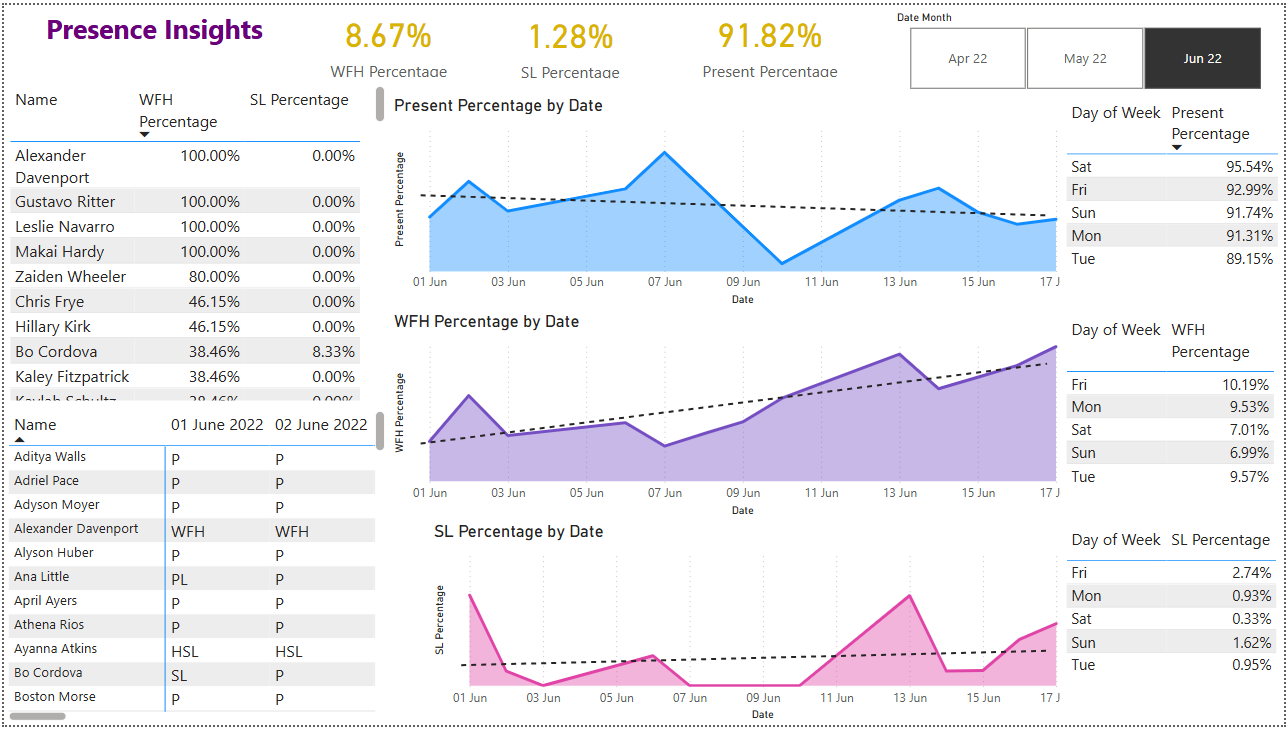 Presence Insights
8.67%
WFH Percentage
1.28%
SL Percentage
91.82%
Present Percentage
Date Month
Apr 22
May 22
Jun 22
Name WFH Percentage SL Percentage
Alexander Davenport 100.00% 0.00%
Gustavo Ritter 100.00% 0.00%
Leslie Navarro 100.00% 0.00%
Makai Hardy 100.00% 0.00%
Zaiden Wheeler 80.00% 0.00%
Chris Frye 46.15% 0.00%
Hillary Kirk 46.15% 0.00%
Bo Cordova 38.46% 8.33%
Kaley Fitzpatrick 38.46% 0.00%
Kaylah Schultz 38.46% 0.00%
Name 01 June 2022 02 June 2022
Aditya Walls P P
Adriel Pace P P
Adyson Moyer P P
Alexander Davenport WFH WFH
Alyson Huber P P
Ana Little PL P
April Ayers P P
Athena Rios P P
Ayanna Atkins HSL HSL
Bo Cordova SL P
Boston Morse P P
Present Percentage by Date
Present Percentage
01 Jun 03 Jun 05 Jun 07 Jun 09 Jun 11 Jun 13 Jun 15 Jun 17 J
Date
WFH Percentage by Date
WFH Percentage
01 Jun 03 Jun 05 Jun 07 Jun 09 Jun 11 Jun 13 Jun 15 Jun 17 J
Date
SL Percentage by Date
SL Percentage
01 Jun 03 Jun 05 Jun 07 Jun 09 Jun 11 Jun 13 Jun 15 Jun 17 J
Date
Day of Week Present Percentage
Sat 95.54%
Fri 92.99%
Sun 91.74%
Mon 91.31%
Tue 89.15%
Day of Week WFH Percentage
Fri 10.19%
Mon 9.53%
Sat 7.01%
Sun 6.99%
Tue 9.57%
Day of Week SL Percentage
Fri 2.74%
Mon 0.93%
Sat 0.33%
Sun 1.62%
Tue 0.95%